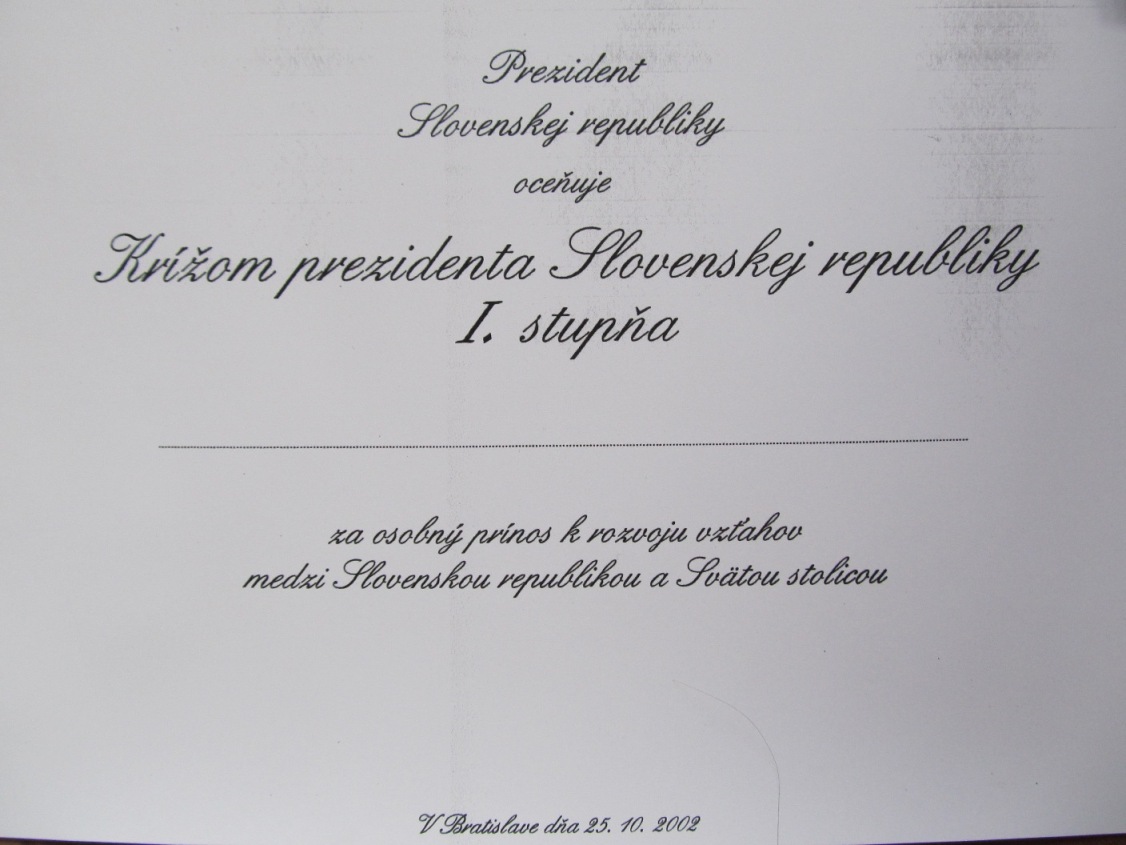 Prezident
Slovenskej republiky
oceňuje
Krížom prezidenta Slovenskej republiky
I. stupňa
za osobný prínos k rozvoju vzťahov
medzi Slovenskou republikou a Svätou stolicou
V Bratislave dňa 25. 10. 2002